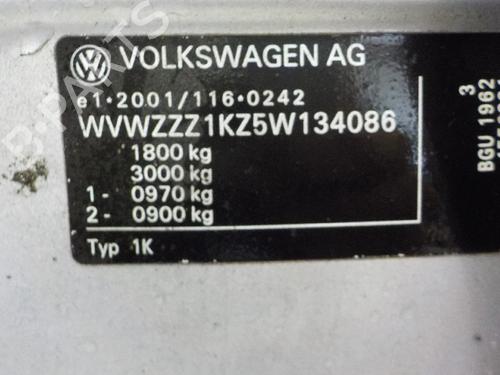 VOLKSWAGEN AG
e1*2001/116*0242
WVWZZZ1KZ5W134086
1800 kg
3000 kg
1- 0970 kg
2- 0900 kg
Typ 1K
3
BGU 1962
B-PARTS